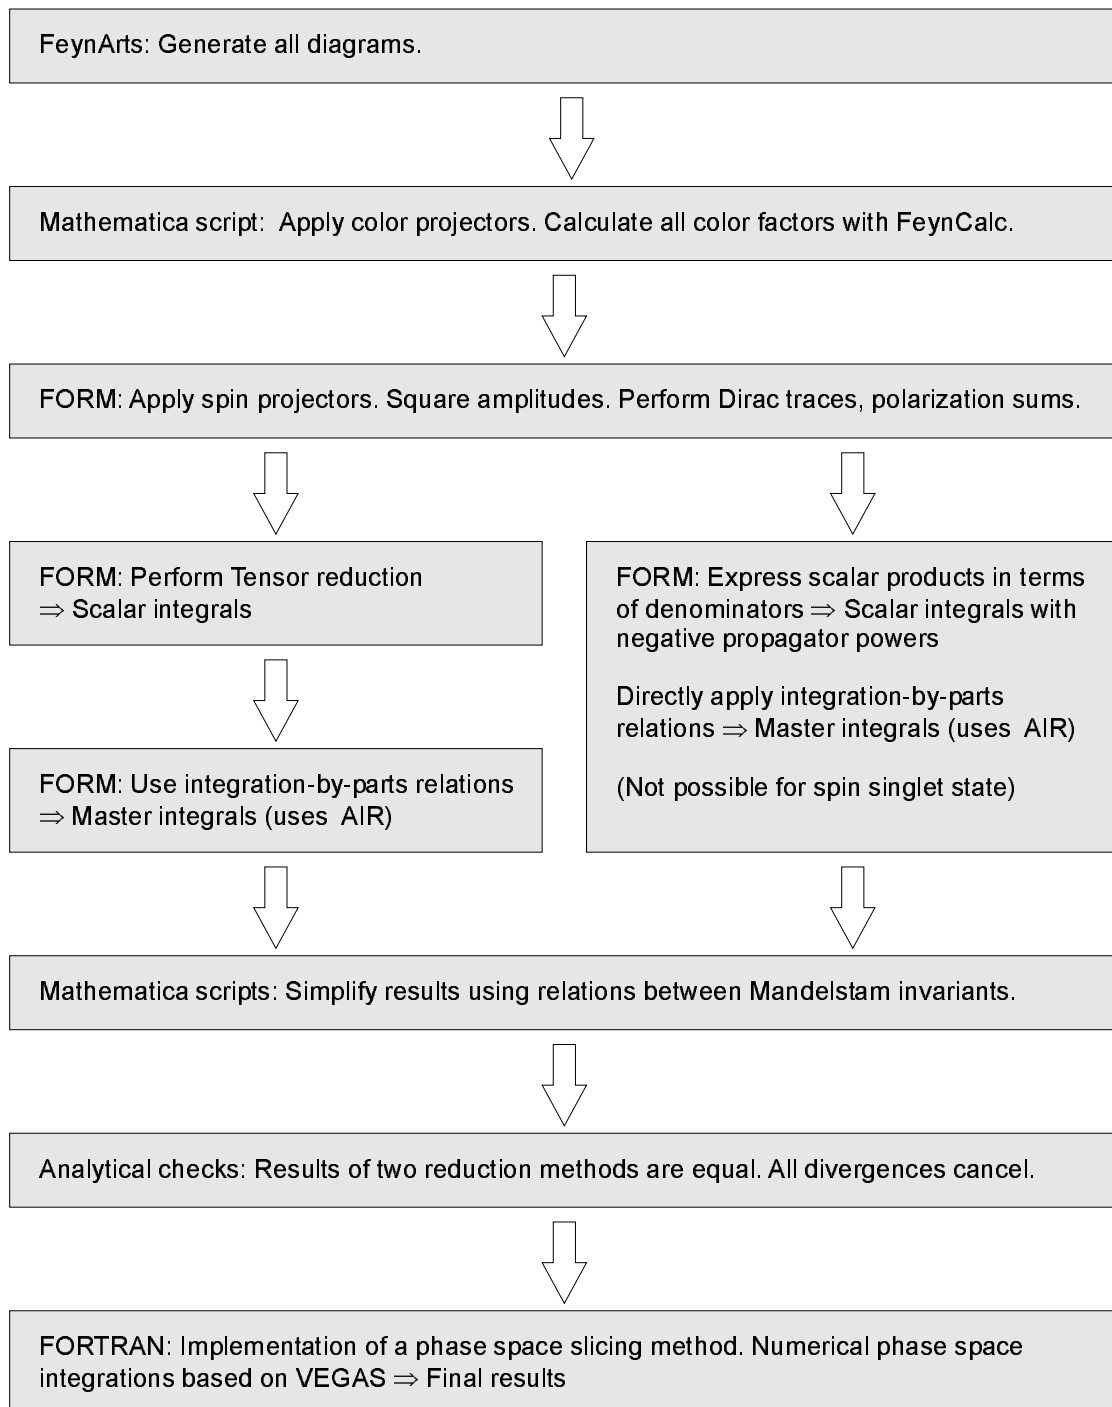 FeynArts: Generate all diagrams.
Mathematica script:  Apply color projectors. Calculate all color factors with FeynCalc.
FORM: Apply spin projectors. Square amplitudes. Perform Dirac traces, polarization sums.
FORM: Perform Tensor reduction
⇒ Scalar integrals
FORM: Use integration-by-parts relations
⇒ Master integrals (uses  AIR)
FORM: Express scalar products in terms
of denominators ⇒ Scalar integrals with
negative propagator powers
Directly apply integration-by-parts
relations ⇒ Master integrals (uses  AIR)
(Not possible for spin singlet state)
Mathematica scripts: Simplify results using relations between Mandelstam invariants.
Analytical checks: Results of two reduction methods are equal. All divergences cancel.
FORTRAN: Implementation of a phase space slicing method. Numerical phase space
integrations based on VEGAS ⇒ Final results